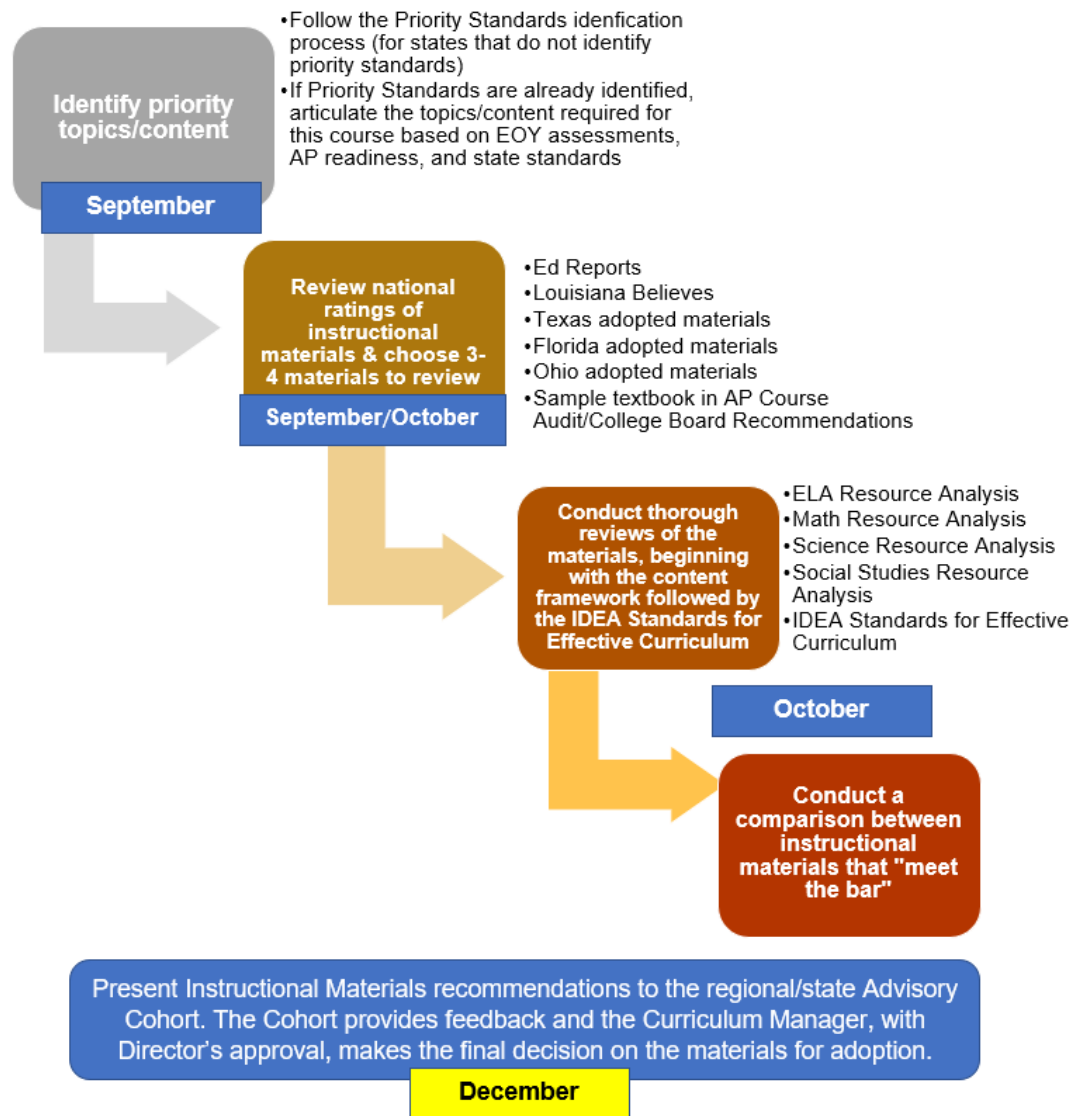 •Follow the Priority Standards idenfication
process (for states that do not identify
priority standards)
•If Priority Standards are already identified,
articulate the topics/content required for
this course based on EOY assessments,
AP readiness, and state standards
Identify priority
topics/content
September
Review national
ratings of
instructional
materials & choose 3-
4 materials to review
September/October
•Ed Reports
•Louisiana Believes
•Texas adopted materials
•Florida adopted materials
•Ohio adopted materials
•Sample textbook in AP Course
Audit/College Board Recommendations
Conduct thorough
reviews of the
materials, beginning
with the content
framework followed by
the IDEA Standards for
Effective Curriculum
•ELA Resource Analysis
•Math Resource Analysis
•Science Resource Analysis
•Social Studies Resource
Analysis
•IDEA Standards for Effective
Curriculum
October
Conduct a
comparison between
instructional
materials that "meet
the bar"
Present Instructional Materials recommendations to the regional/state Advisory
Cohort. The Cohort provides feedback and the Curriculum Manager, with
Director’s approval, makes the final decision on the materials for adoption.
December